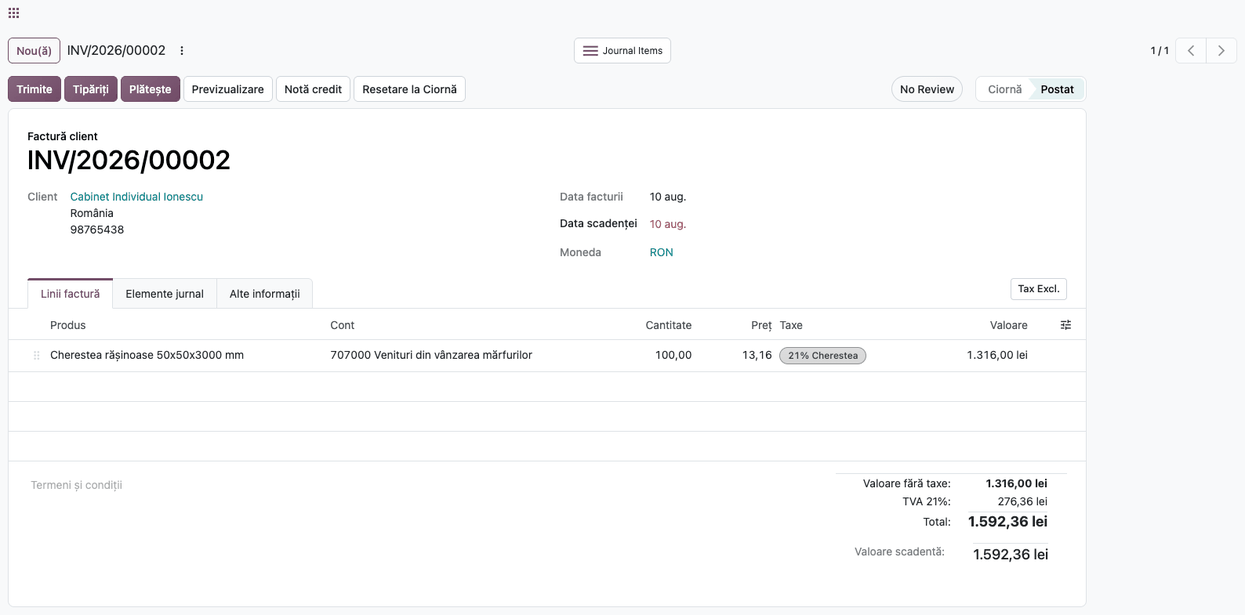 Nou(ă) INV/2026/00002 Journal Items 1 / 1
Trimite Tipăriți Plătește Previzualizare Notă credit Resetare la Ciornă No Review Ciornă Postat
Factură client
INV/2026/00002
Client Cabinet Individual Ionescu
România
98765438
Data facturii 10 aug.
Data scadenței 10 aug.
Moneda RON
Linii factură Elemente jurnal Alte informații Tax Excl.
Produs Cont Cantitate Preț Taxe Valoare
Cherestea rășinoase 50x50x3000 mm 707000 Venituri din vânzarea mărfurilor 100,00 13,16 21% Cherestea 1.316,00 lei
Termeni și condiții
Valoare fără taxe: 1.316,00 lei
TVA 21%: 276,36 lei
Total: 1.592,36 lei
Valoare scadentă: 1.592,36 lei